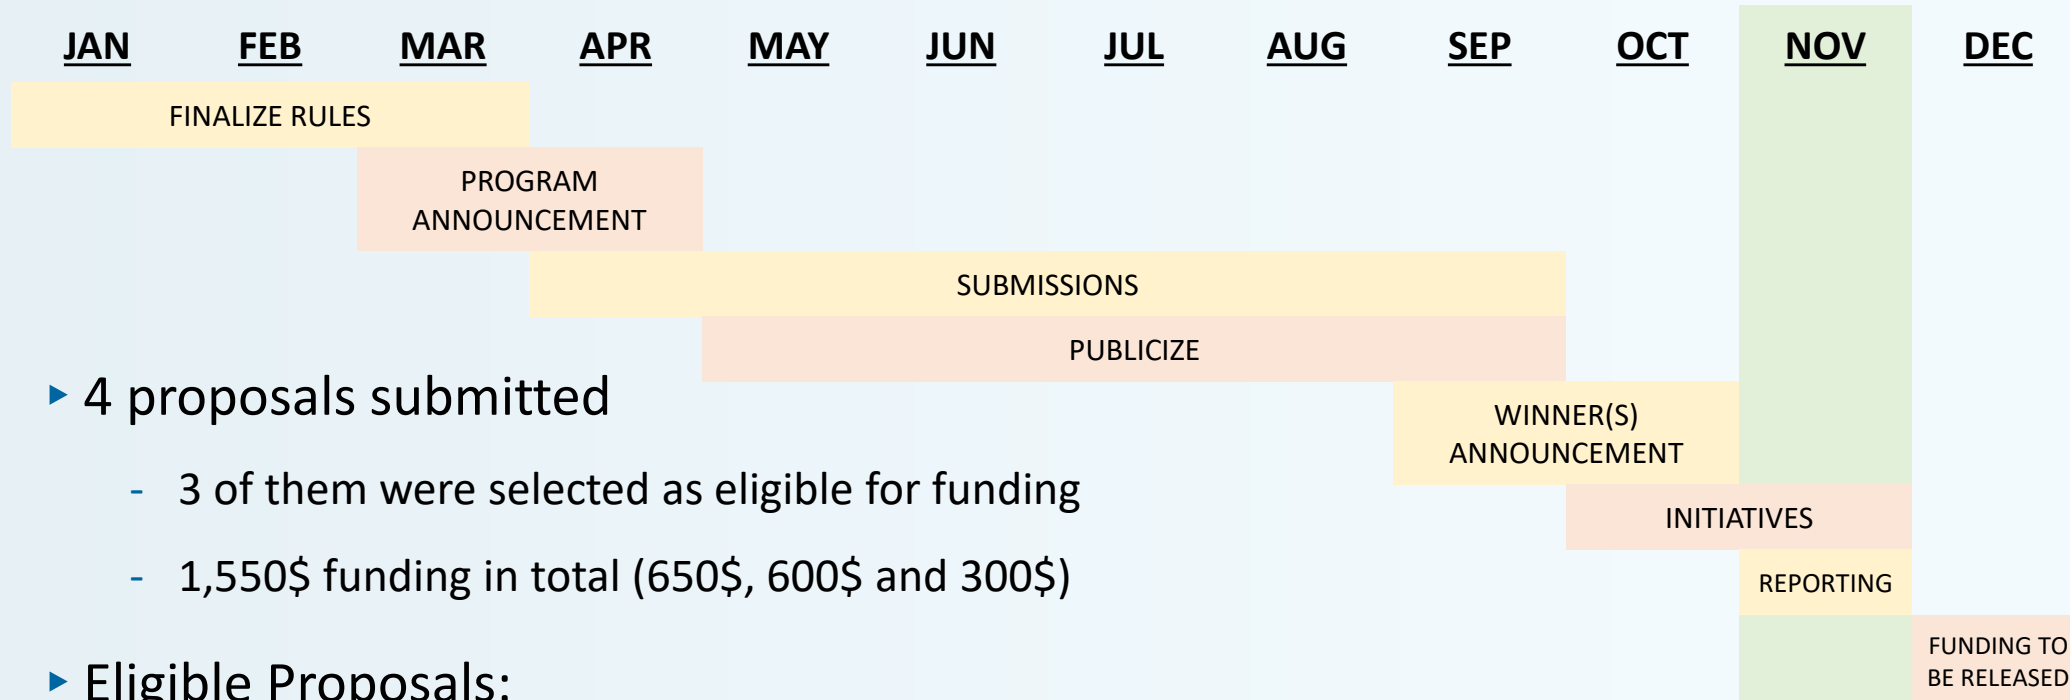 JAN FEB MAR APR MAY JUN JUL AUG SEP OCT NOV DEC
FINALIZE RULES
PROGRAM
ANNOUNCEMENT
SUBMISSIONS
PUBLICIZE
▸ 4 proposals submitted
WINNER(S)
ANNOUNCEMENT
- 3 of them were selected as eligible for funding
INITIATIVES
- 1,550$ funding in total (650$, 600$ and 300$)
REPORTING
FUNDING TO
BE RELEASED
▸ Eligible Proposals: